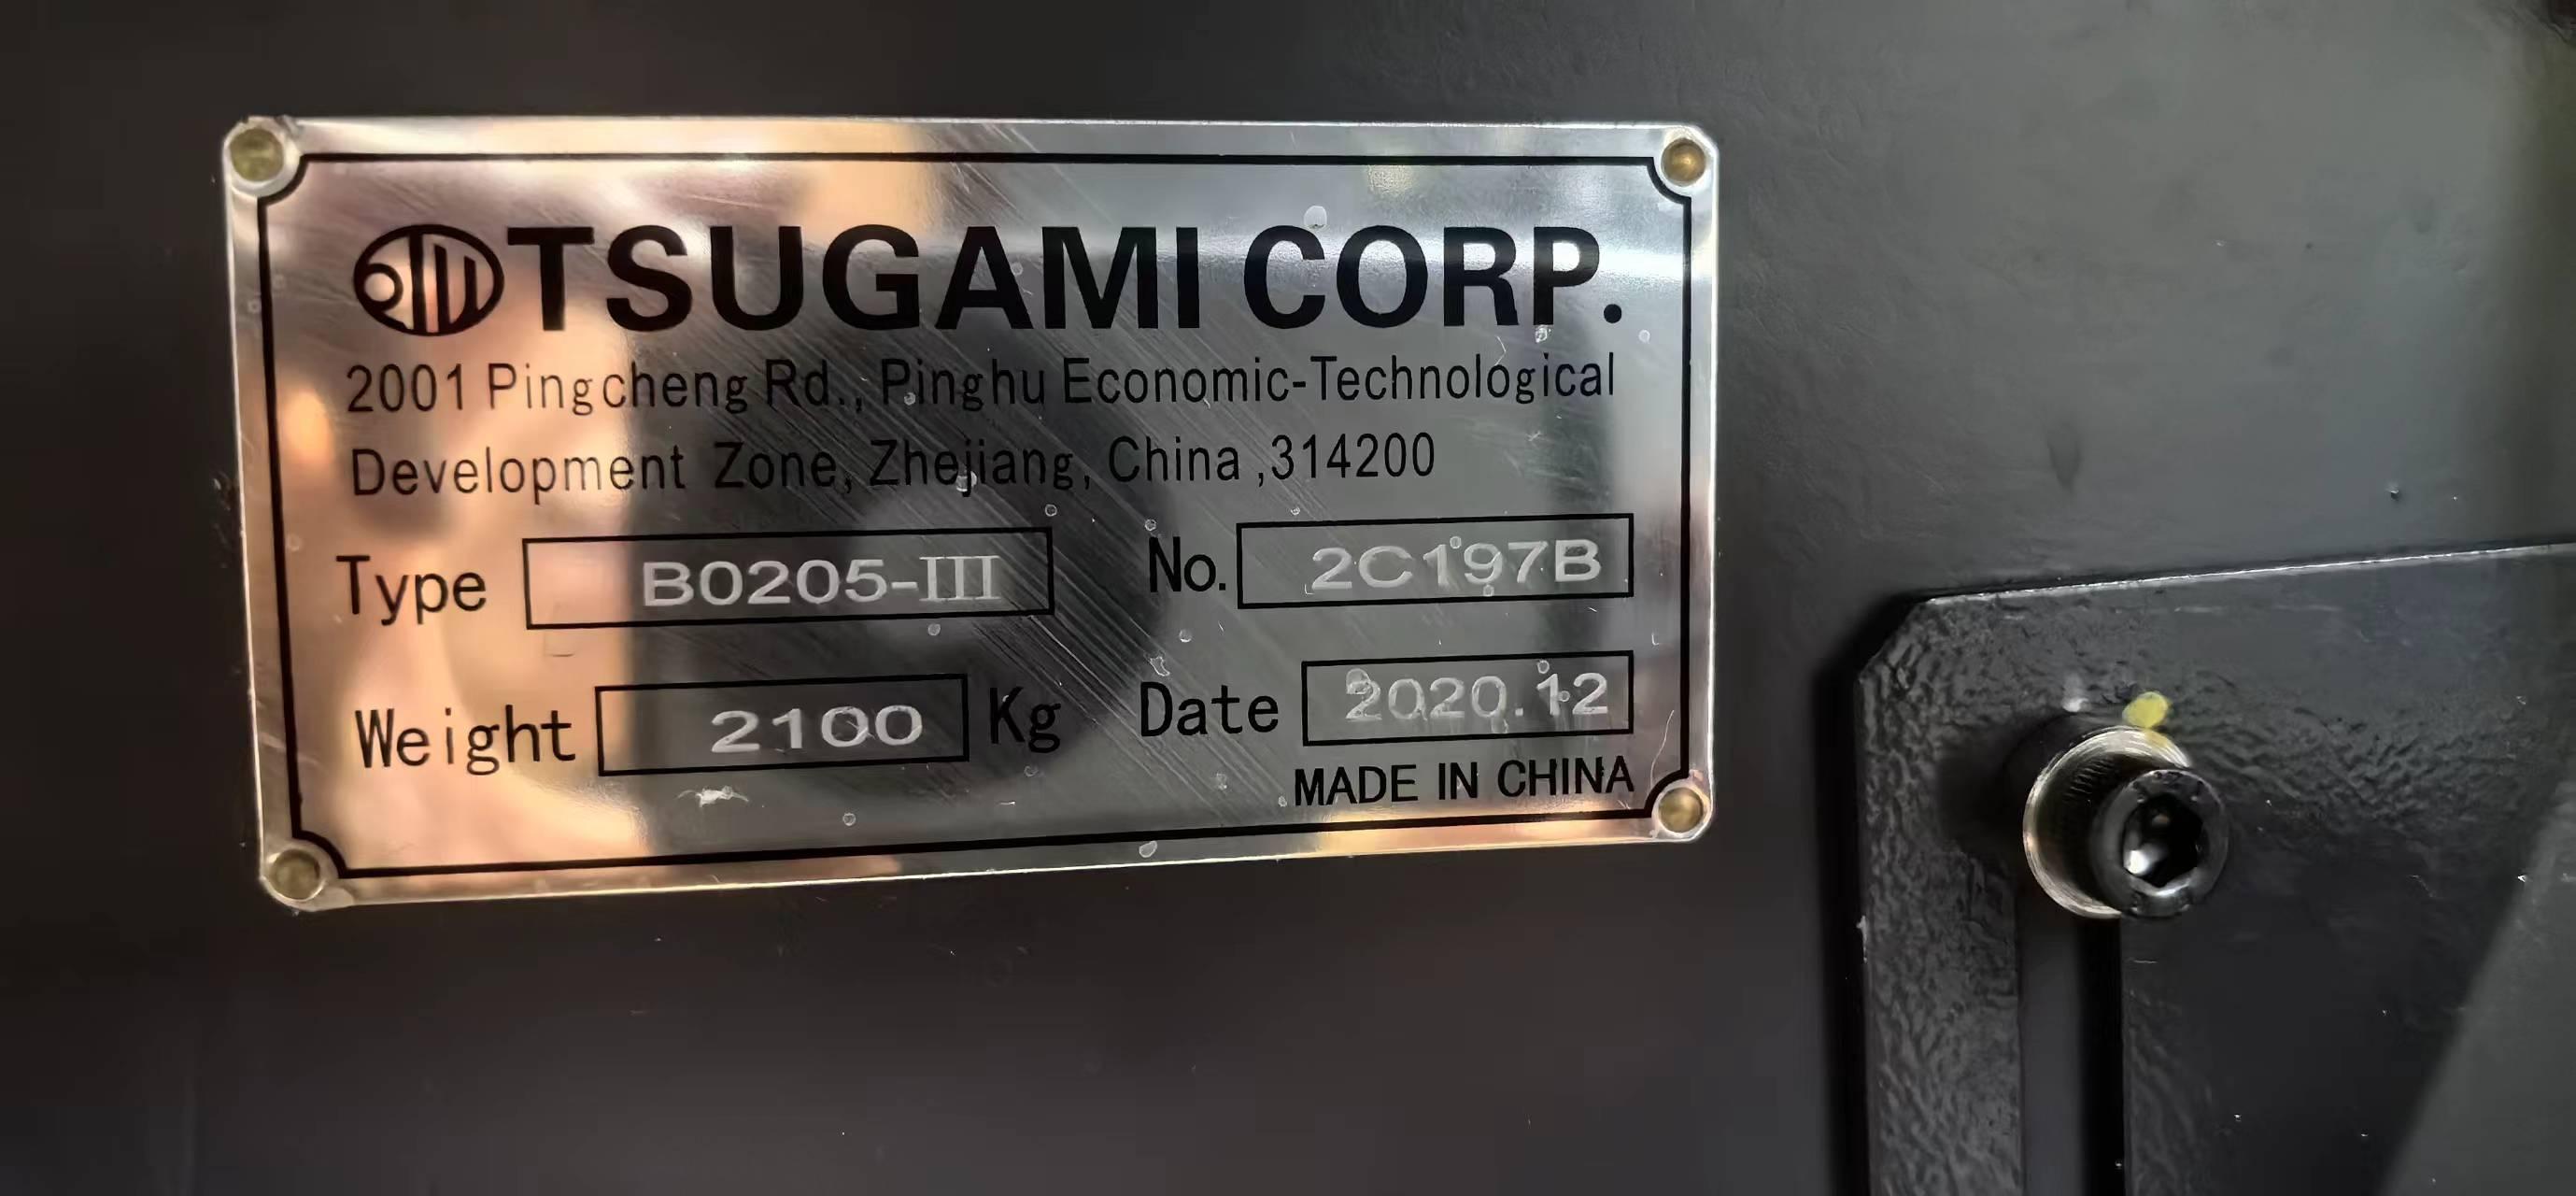 TSUGAMI CORP.
2001 Pingcheng Rd., Pinghu Economic-Technological
Development Zone, Zhejiang, China ,314200
Type B0205-III No. 2C197B
Weight 2100 Kg Date 2020.12
MADE IN CHINA